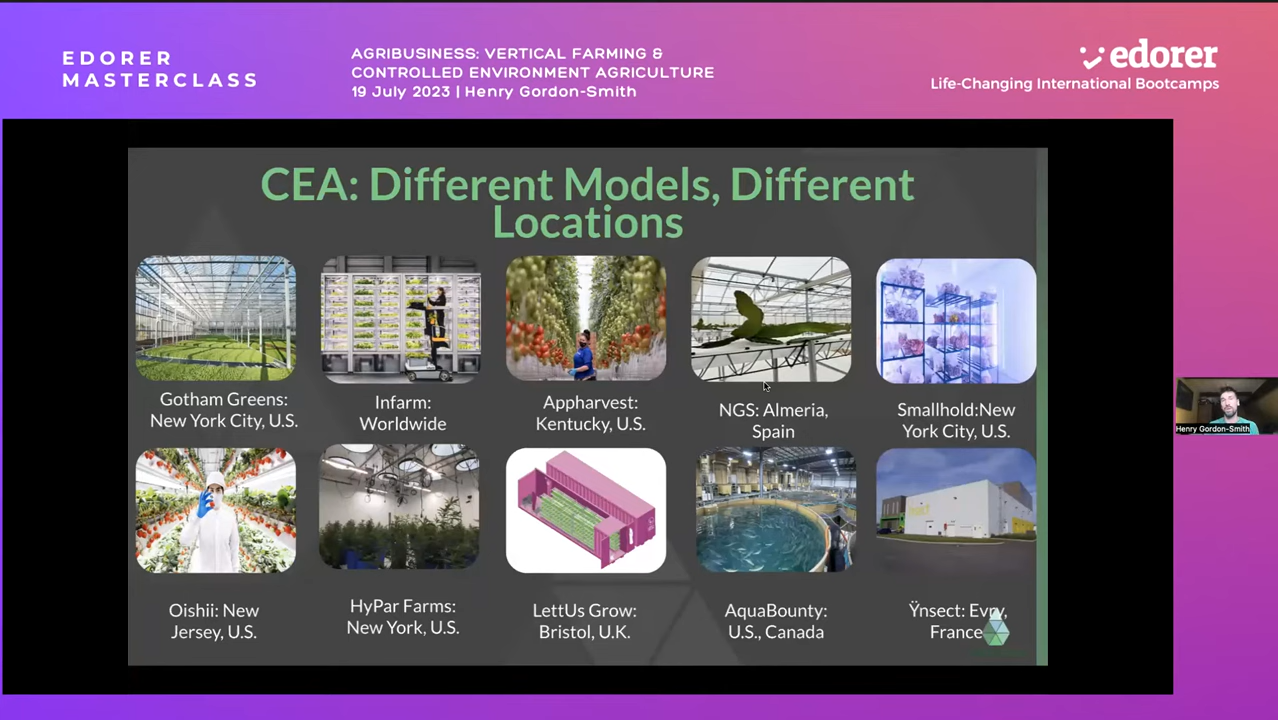 EDORER
MASTERCLASS
AGRIBUSINESS: VERTICAL FARMING &
CONTROLLED ENVIRONMENT AGRICULTURE
19 July 2023 | Henry Gordon-Smith
edorer
Life-Changing International Bootcamps
CEA: Different Models, Different
Locations
Gotham Greens:
New York City, U.S.
Infarm:
Worldwide
Appharvest:
Kentucky, U.S.
NGS: Almeria,
Spain
Smallhold:New
York City, U.S.
Oishii: New
Jersey, U.S.
HyPar Farms:
New York, U.S.
LettUs Grow:
Bristol, U.K.
AquaBounty:
U.S., Canada
Ÿnsect: Evry,
France
Henry Gordon-Smith